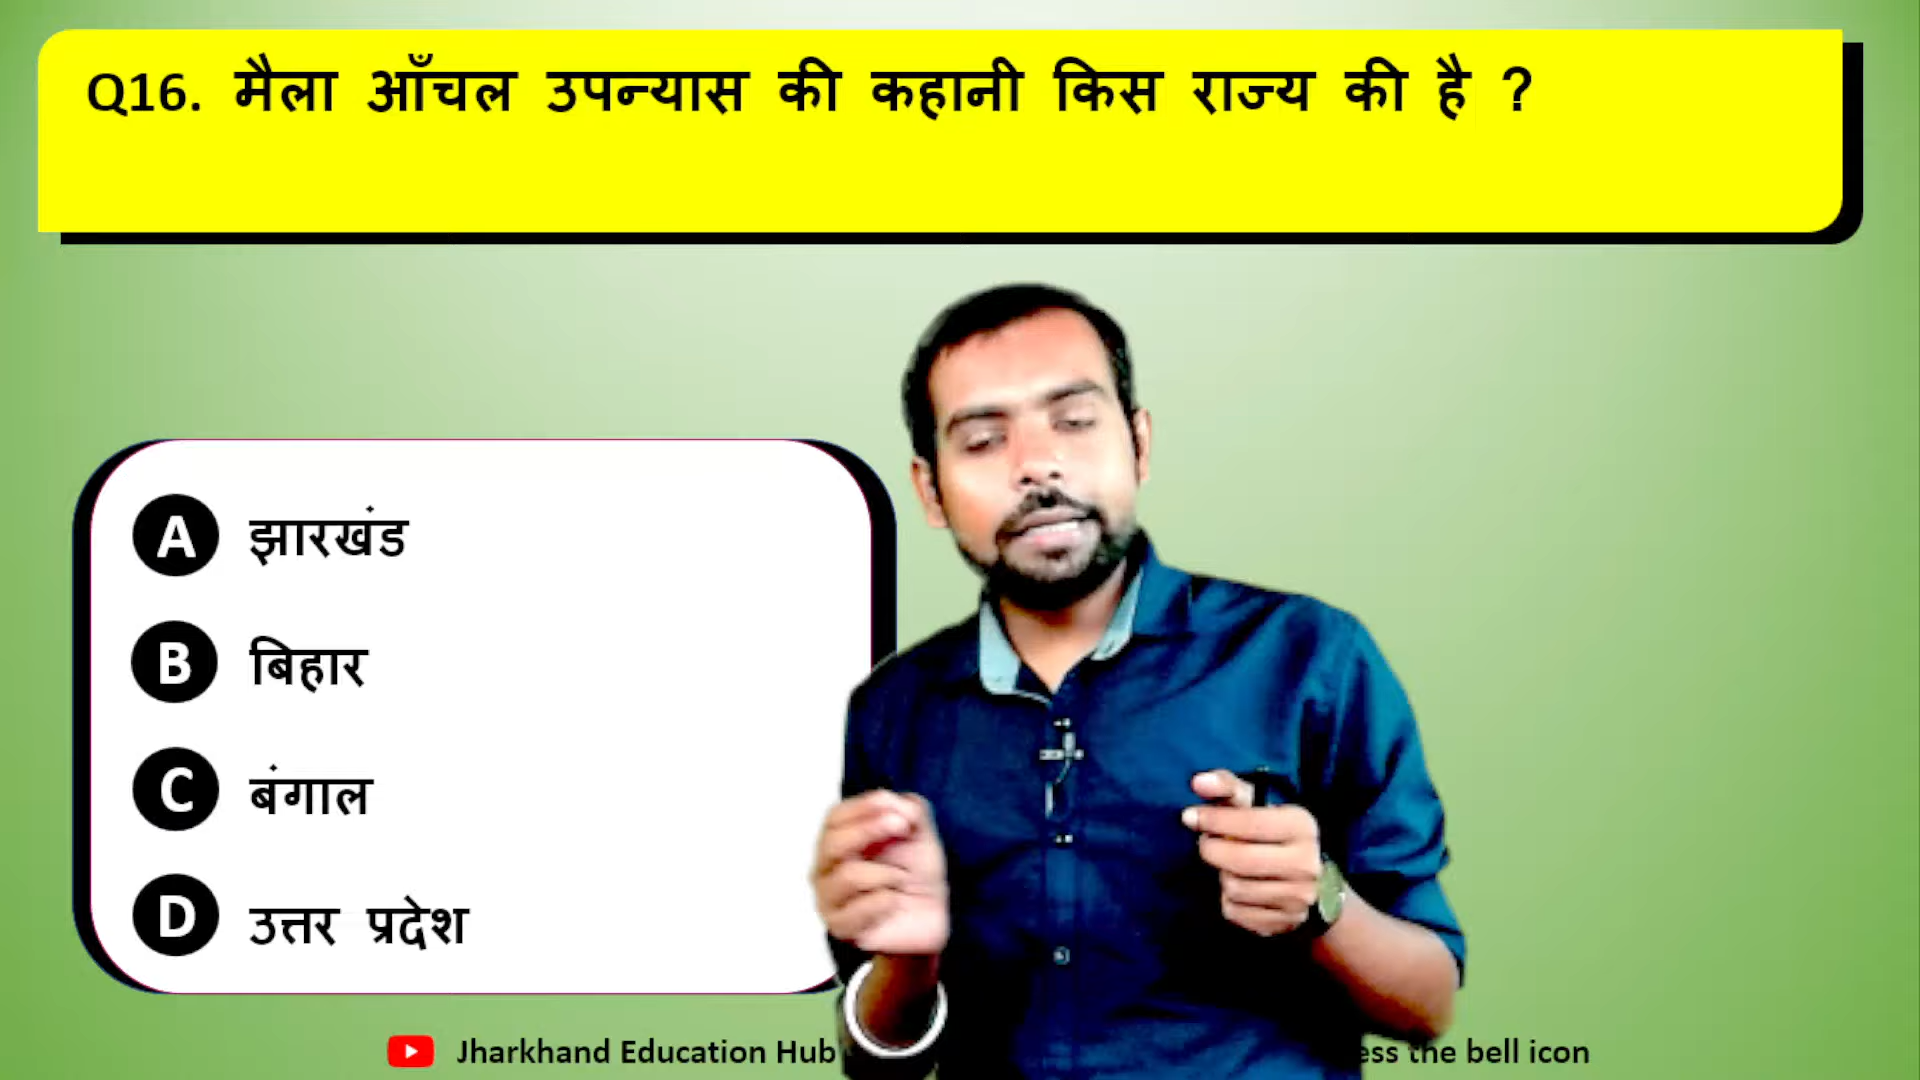 Q16. मैला आँचल उपन्यास की कहानी किस राज्य की है ?
A झारखंड
B बिहार
C बंगाल
D उत्तर प्रदेश
Jharkhand Education Hub
the bell icon